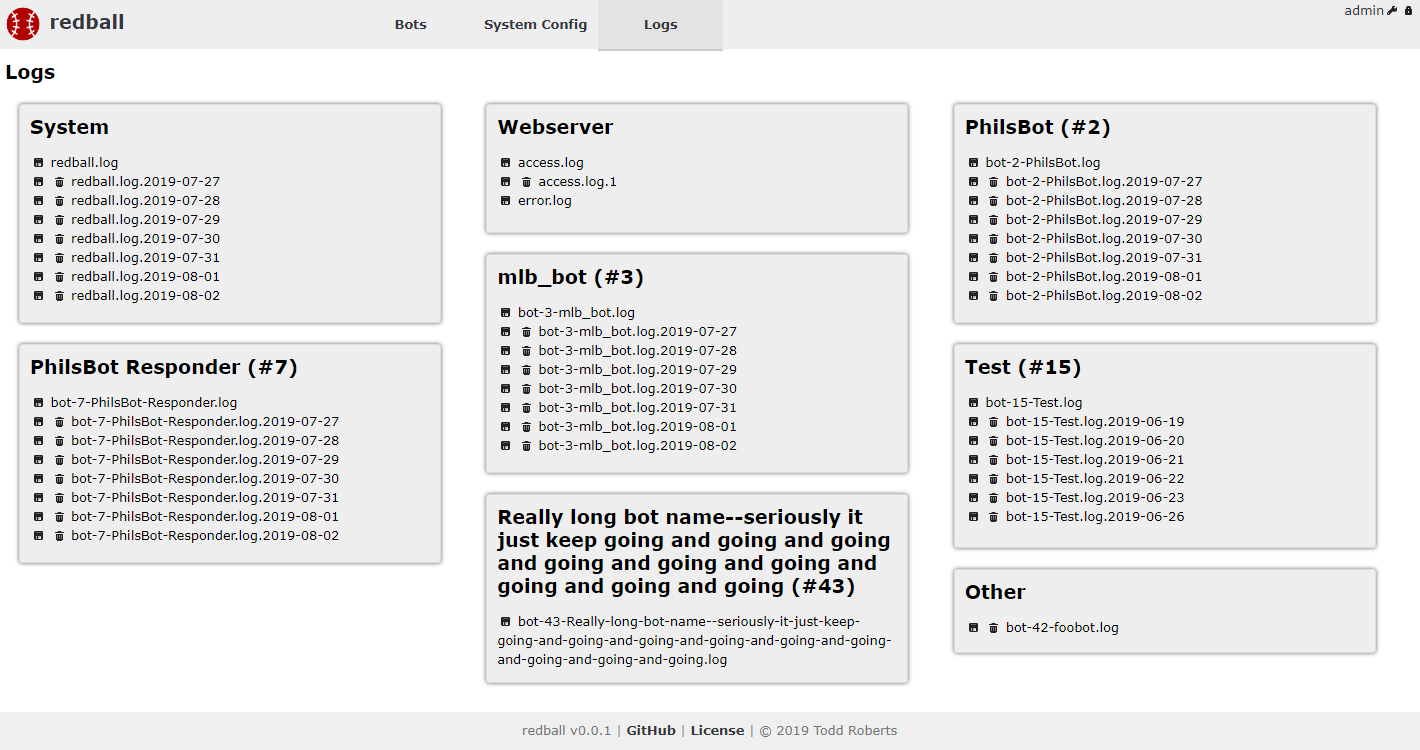 redball
Bots
System Config
Logs
admin
Logs
System
redball.log
redball.log.2019-07-27
redball.log.2019-07-28
redball.log.2019-07-29
redball.log.2019-07-30
redball.log.2019-07-31
redball.log.2019-08-01
redball.log.2019-08-02
PhilsBot Responder (#7)
bot-7-PhilsBot-Responder.log
bot-7-PhilsBot-Responder.log.2019-07-27
bot-7-PhilsBot-Responder.log.2019-07-28
bot-7-PhilsBot-Responder.log.2019-07-29
bot-7-PhilsBot-Responder.log.2019-07-30
bot-7-PhilsBot-Responder.log.2019-07-31
bot-7-PhilsBot-Responder.log.2019-08-01
bot-7-PhilsBot-Responder.log.2019-08-02
Webserver
access.log
access.log.1
error.log
mlb_bot (#3)
bot-3-mlb_bot.log
bot-3-mlb_bot.log.2019-07-27
bot-3-mlb_bot.log.2019-07-28
bot-3-mlb_bot.log.2019-07-29
bot-3-mlb_bot.log.2019-07-30
bot-3-mlb_bot.log.2019-07-31
bot-3-mlb_bot.log.2019-08-01
bot-3-mlb_bot.log.2019-08-02
Really long bot name--seriously it
just keep going and going and going
and going and going and going and
going and going and going (#43)
bot-43-Really-long-bot-name--seriously-it-just-keep-
going-and-going-and-going-and-going-and-going-and-going-
and-going-and-going-and-going.log
PhilsBot (#2)
bot-2-PhilsBot.log
bot-2-PhilsBot.log.2019-07-27
bot-2-PhilsBot.log.2019-07-28
bot-2-PhilsBot.log.2019-07-29
bot-2-PhilsBot.log.2019-07-30
bot-2-PhilsBot.log.2019-07-31
bot-2-PhilsBot.log.2019-08-01
bot-2-PhilsBot.log.2019-08-02
Test (#15)
bot-15-Test.log
bot-15-Test.log.2019-06-19
bot-15-Test.log.2019-06-20
bot-15-Test.log.2019-06-21
bot-15-Test.log.2019-06-22
bot-15-Test.log.2019-06-23
bot-15-Test.log.2019-06-26
Other
bot-42-foobot.log
redball v0.0.1 | GitHub | License | © 2019 Todd Roberts